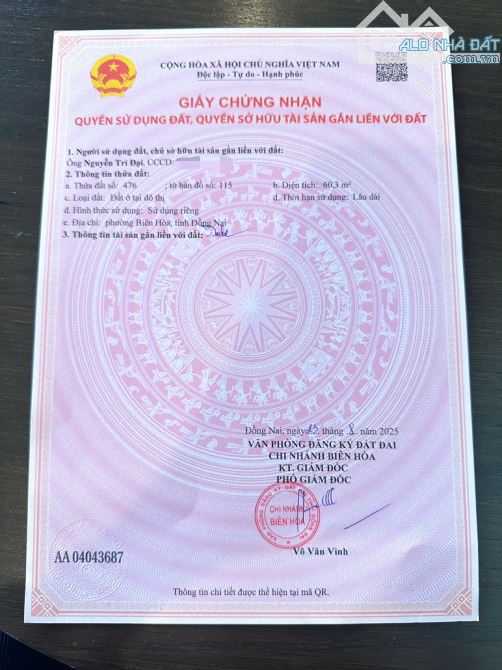 ALO NHÀ ĐẤT
.com.vn
CỘNG HÒA XÃ HỘI CHỦ NGHĨA VIỆT NAM
Độc lập - Tự do - Hạnh phúc
GIẤY CHỨNG NHẬN
QUYỀN SỬ DỤNG ĐẤT, QUYỀN SỞ HỮU TÀI SẢN GẮN LIỀN VỚI ĐẤT
1. Người sử dụng đất, chủ sở hữu tài sản gắn liền với đất:
Ông Nguyễn Trí Đại, CCCD:
2. Thông tin thửa đất:
a. Thửa đất số: 476 ; tờ bản đồ số: 115 b. Diện tích: 60,3 m²
c. Loại đất: Đất ở tại đô thị d. Thời hạn sử dụng: Lâu dài
đ. Hình thức sử dụng: Sử dụng riêng
e. Địa chỉ: phường Biên Hòa, tỉnh Đồng Nai
3. Thông tin tài sản gắn liền với đất:
Đồng Nai, ngày 25 tháng 8 năm 2025
VĂN PHÒNG ĐĂNG KÝ ĐẤT ĐAI
CHI NHÁNH BIÊN HÒA
KT. GIÁM ĐỐC
PHÓ GIÁM ĐỐC
CHI NHÁNH
BIÊN HÒA
Võ Văn Vinh
AA 04043687
Thông tin chi tiết được thể hiện tại mã QR.